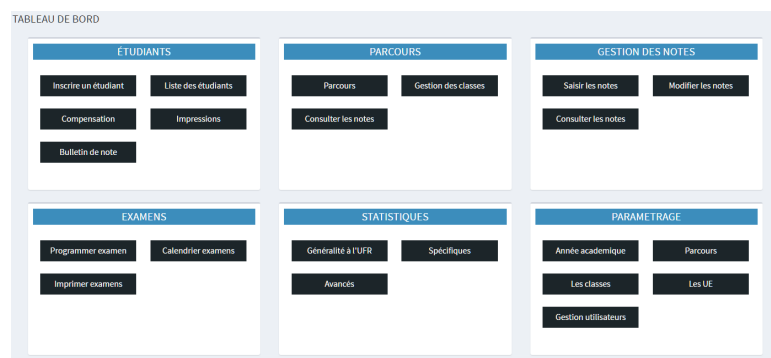 TABLEAU DE BORD
ÉTUDIANTS
Inscrire un étudiant
Liste des étudiants
Compensation
Impressions
Bulletin de note
PARCOURS
Parcours
Gestion des classes
Consulter les notes
GESTION DES NOTES
Saisir les notes
Modifier les notes
Consulter les notes
EXAMENS
Programmer examen
Calendrier examens
Imprimer examens
STATISTIQUES
Généralité à l'UFR
Spécifiques
Avancés
PARAMETRAGE
Année academique
Parcours
Les classes
Les UE
Gestion utilisateurs